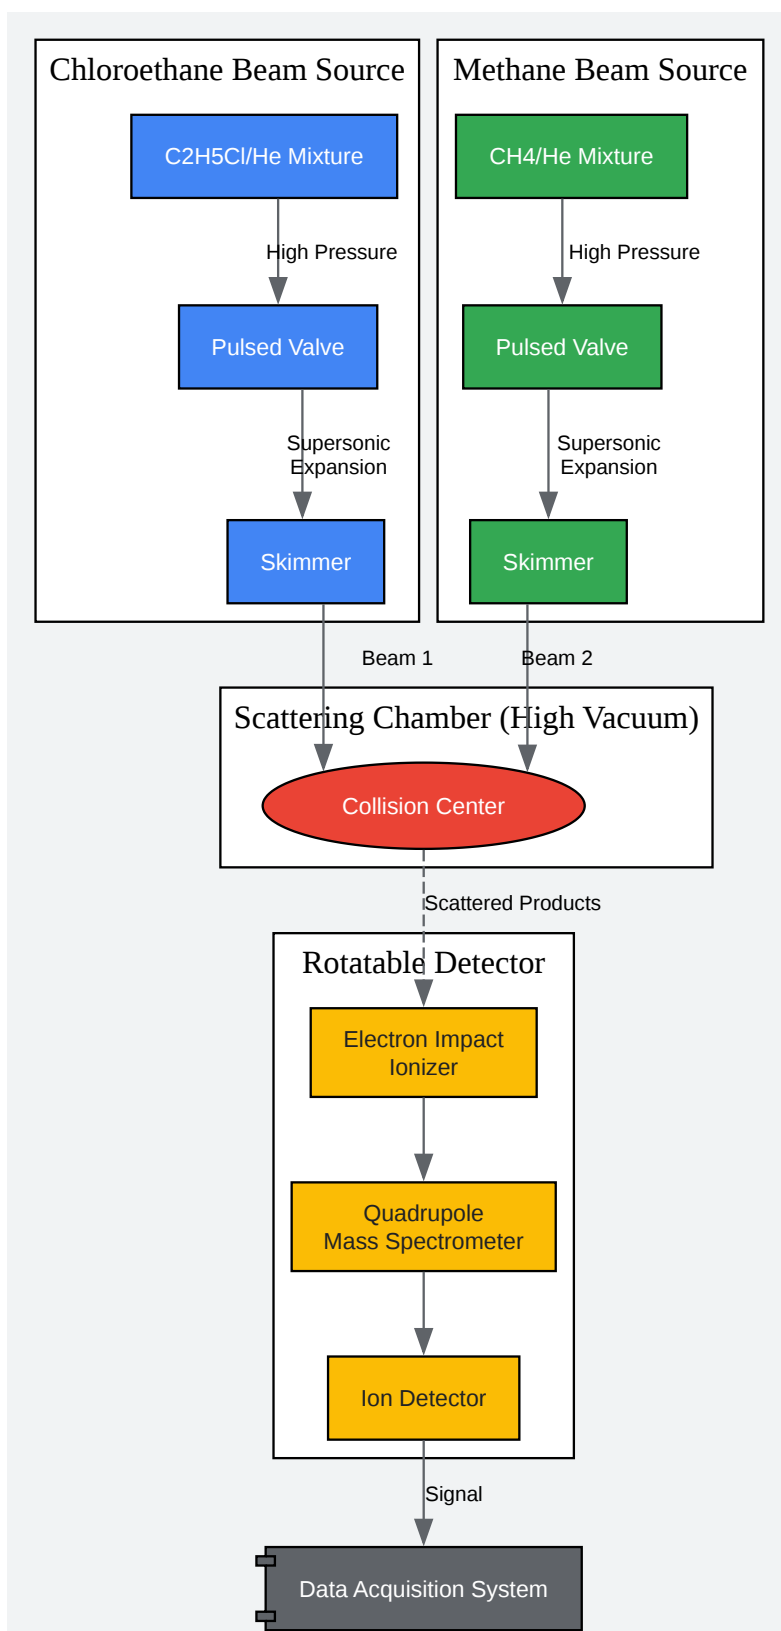 Chloroethane Beam Source
Methane Beam Source
C2H5Cl/He Mixture
CH4/He Mixture
High Pressure
High Pressure
Pulsed Valve
Pulsed Valve
Supersonic
Expansion
Supersonic
Expansion
Skimmer
Skimmer
Beam 1
Beam 2
Scattering Chamber (High Vacuum)
Collision Center
Scattered Products
Rotatable Detector
Electron Impact
Ionizer
Quadrupole
Mass Spectrometer
Ion Detector
Signal
Data Acquisition System